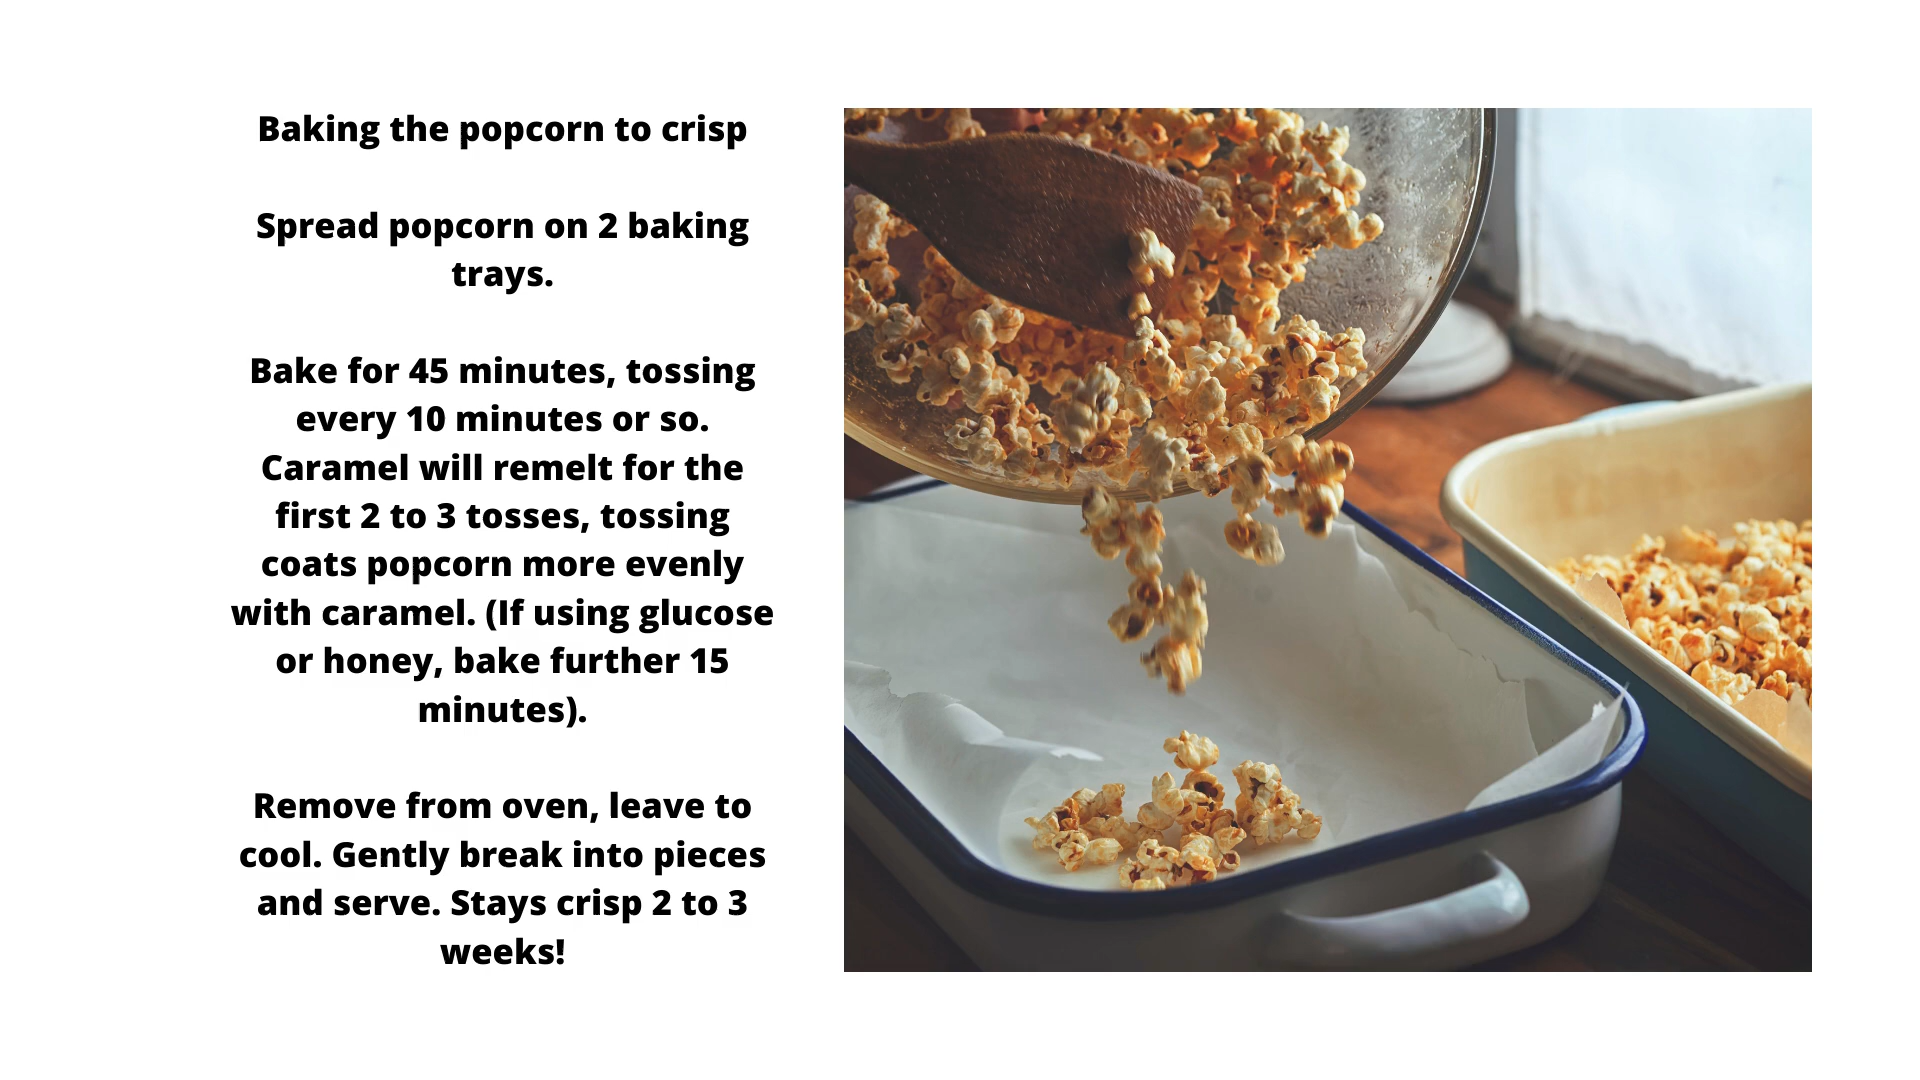 Baking the popcorn to crisp
Spread popcorn on 2 baking
trays.
Bake for 45 minutes, tossing
every 10 minutes or so.
Caramel will remelt for the
first 2 to 3 tosses, tossing
coats popcorn more evenly
with caramel. (If using glucose
or honey, bake further 15
minutes).
Remove from oven, leave to
cool. Gently break into pieces
and serve. Stays crisp 2 to 3
weeks!